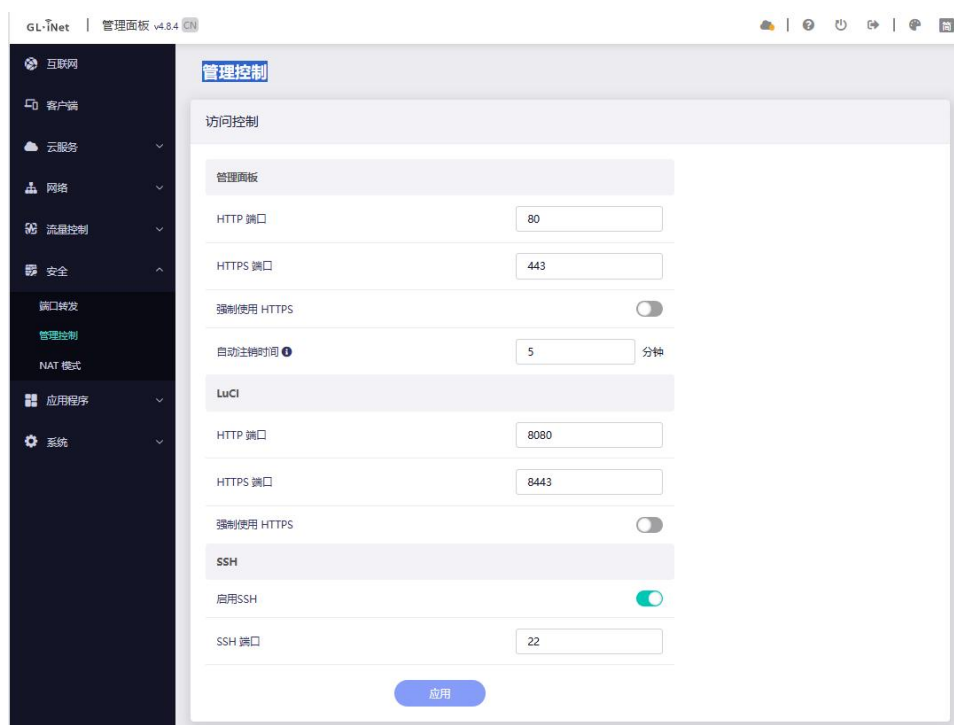 GL·iNet | 管理面板 v4.8.4 CN
简
互联网
客户端
云服务
网络
流量控制
安全
端口转发
管理控制
NAT 模式
应用程序
系统
管理控制
访问控制
管理面板
HTTP 端口 80
HTTPS 端口 443
强制使用 HTTPS
自动注销时间 5 分钟
LuCI
HTTP 端口 8080
HTTPS 端口 8443
强制使用 HTTPS
SSH
启用SSH
SSH 端口 22
应用